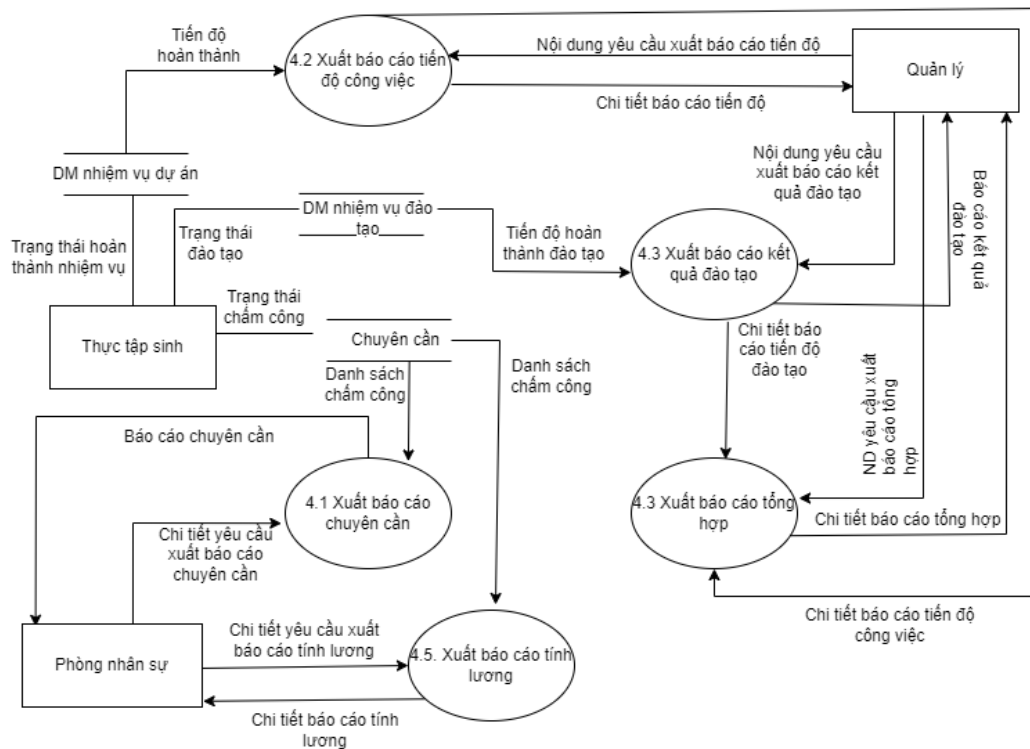 Tiến độ
hoàn thành
4.2 Xuất báo cáo tiến
độ công việc
Nội dung yêu cầu xuất báo cáo tiến độ
Chi tiết báo cáo tiến độ
Quản lý
DM nhiệm vụ dự án
Nội dung yêu cầu
xuất báo cáo kết
quả đào tạo
Báo cáo kết quả
đào tạo
Trạng thái hoàn
thành nhiệm vụ
Trạng thái
đào tạo
DM nhiệm vụ đào
tạo
Tiến độ hoàn
thành đào tạo
4.3 Xuất báo cáo kết
quả đào tạo
Trạng thái
chấm công
Thực tập sinh
Chuyên cần
Danh sách
chấm công
Danh sách
chấm công
Chi tiết báo
cáo tiến độ
đào tạo
ND yêu cầu xuất
báo cáo tổng
hợp
Báo cáo chuyên cần
4.1 Xuất báo cáo
chuyên cần
Chi tiết yêu cầu
xuất báo cáo
chuyên cần
4.3 Xuất báo cáo tổng
hợp
Chi tiết báo cáo tổng hợp
Chi tiết báo cáo tiến độ
công việc
Phòng nhân sự
Chi tiết yêu cầu xuất
báo cáo tính lương
4.5. Xuất báo cáo tính
lương
Chi tiết báo cáo tính
lương